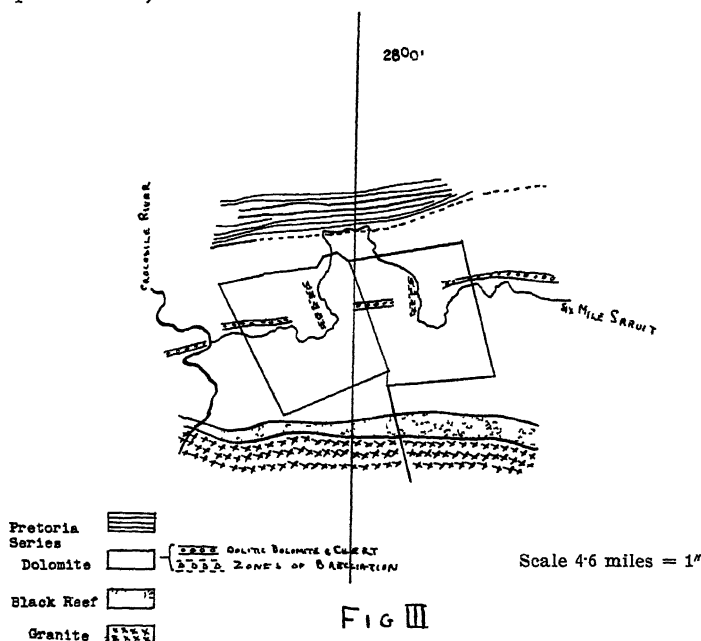 28°0'
CROCODILE RIVER
SIX MILE SPRUIT
Pretoria
Series
Dolomite
OOLITIC DOLOMITE & CHERT
ZONES OF BRECCIATION
Black Reef
Granite
Scale 4·6 miles = 1"
FIG III